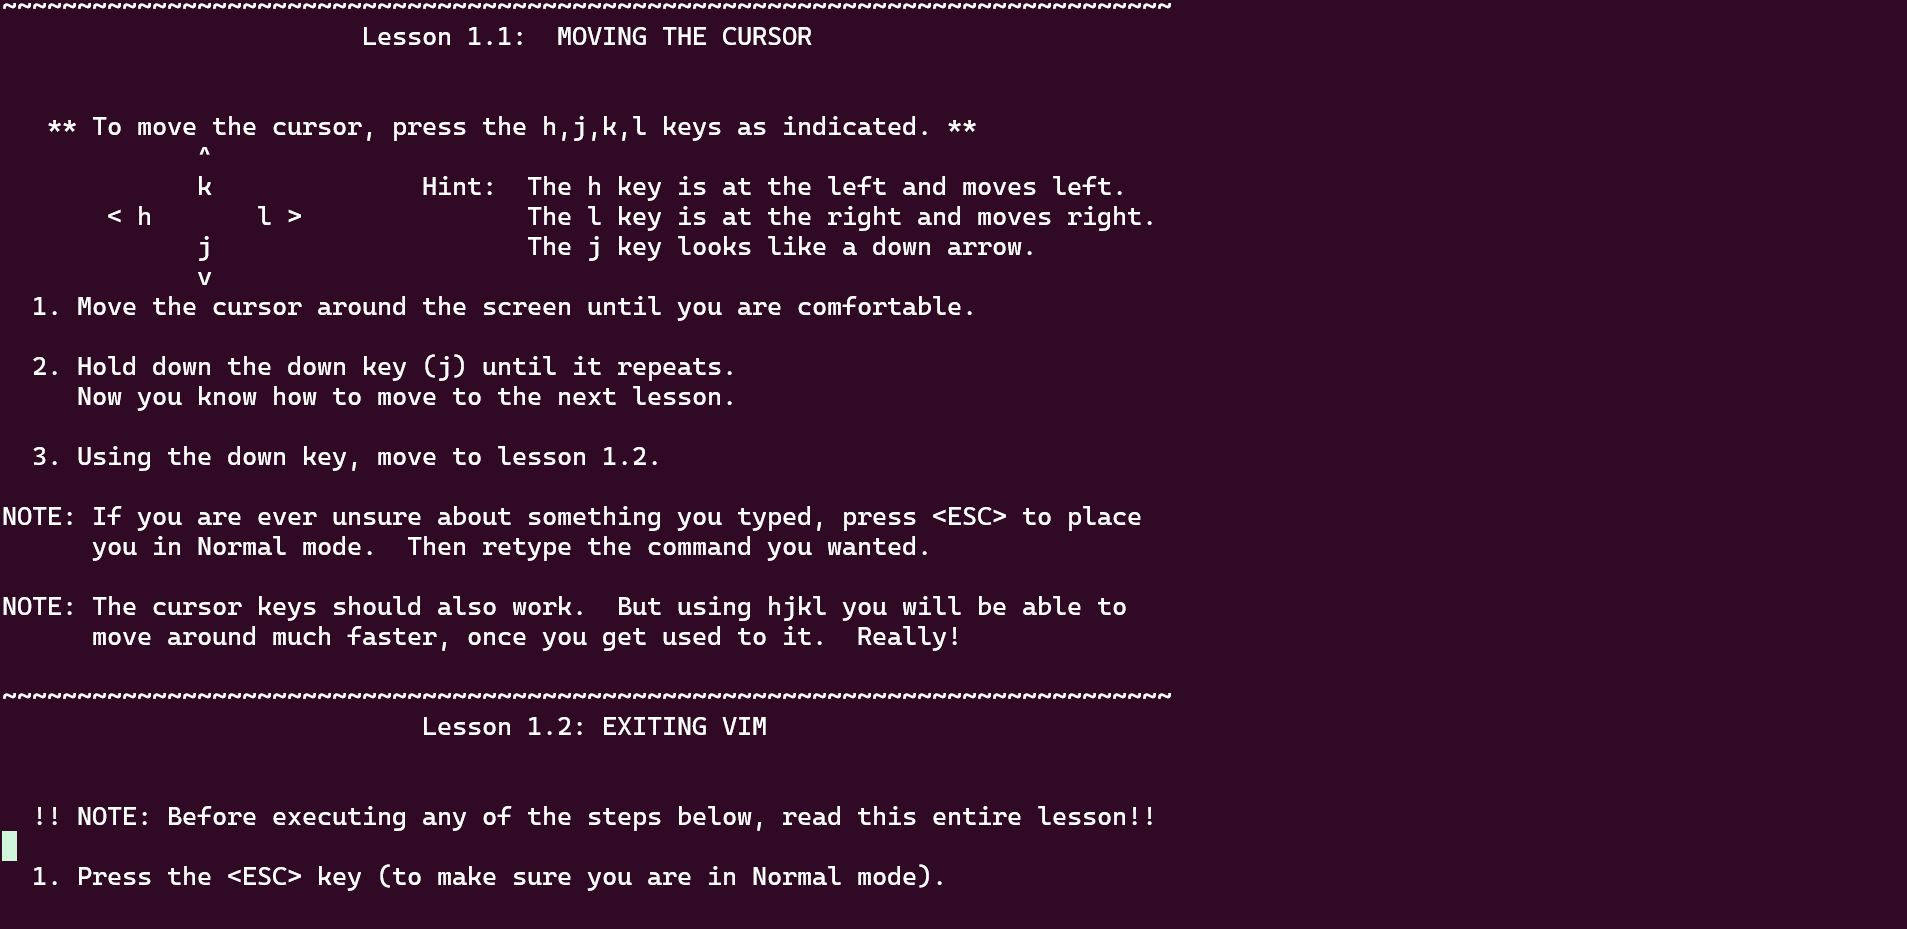 ~~~~~~~~~~~~~~~~~~~~~~~~~~~~~~~~~~~~~~~~~~~~~~~~~~~~~~~~~~~~~~~~~~~~~~~~~~~~~~
                        Lesson 1.1:  MOVING THE CURSOR


   ** To move the cursor, press the h,j,k,l keys as indicated. **
             ^
             k              Hint:  The h key is at the left and moves left.
       < h       l >               The l key is at the right and moves right.
             j                     The j key looks like a down arrow.
             v
  1. Move the cursor around the screen until you are comfortable.

  2. Hold down the down key (j) until it repeats.
     Now you know how to move to the next lesson.

  3. Using the down key, move to lesson 1.2.

NOTE: If you are ever unsure about something you typed, press <ESC> to place
      you in Normal mode.  Then retype the command you wanted.

NOTE: The cursor keys should also work.  But using hjkl you will be able to
      move around much faster, once you get used to it.  Really!

~~~~~~~~~~~~~~~~~~~~~~~~~~~~~~~~~~~~~~~~~~~~~~~~~~~~~~~~~~~~~~~~~~~~~~~~~~~~~~
                            Lesson 1.2: EXITING VIM


  !! NOTE: Before executing any of the steps below, read this entire lesson!!

  1. Press the <ESC> key (to make sure you are in Normal mode).